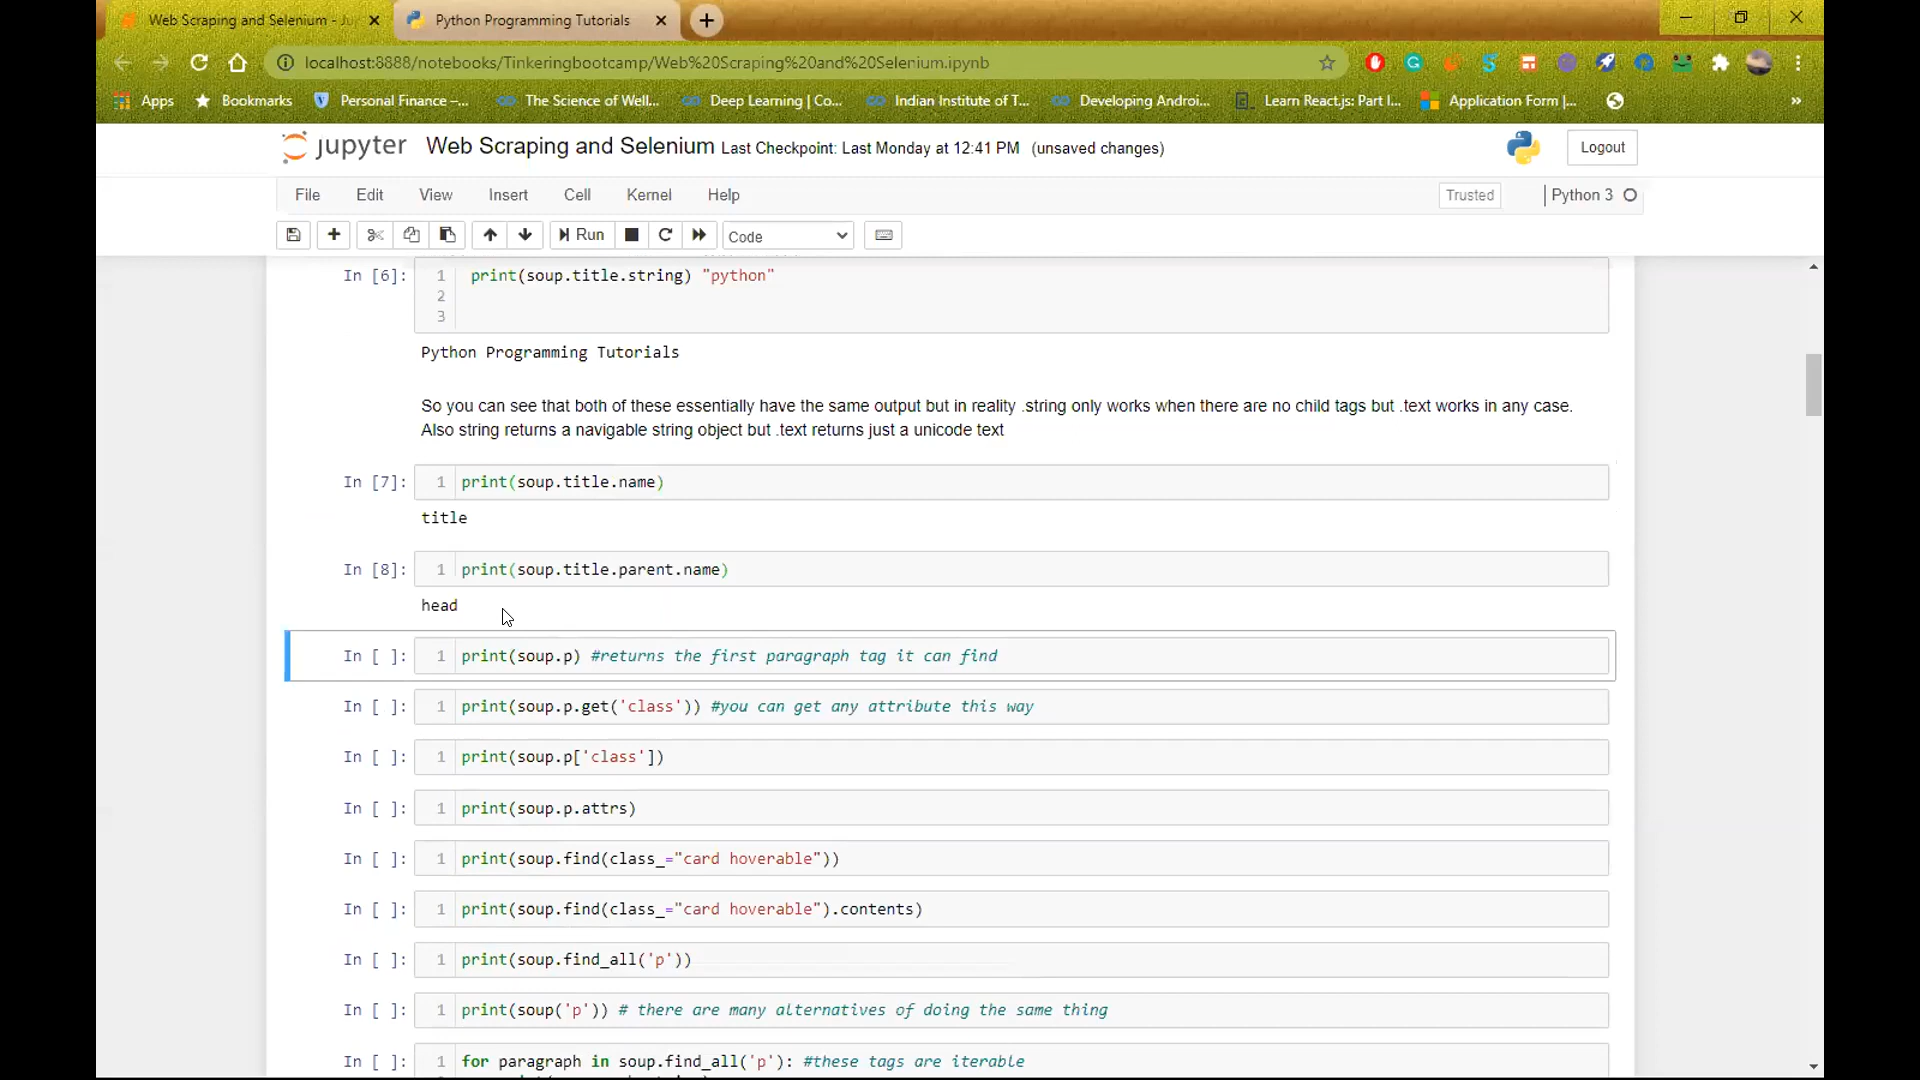 Web Scraping and Selenium - Ju
Python Programming Tutorials
localhost:8888/notebooks/Tinkeringbootcamp/Web%20Scraping%20and%20Selenium.ipynb
Apps Bookmarks Personal Finance –... The Science of Well... Deep Learning | Co... Indian Institute of T... Developing Androi... Learn React.js: Part I... Application Form |... »
jupyter Web Scraping and Selenium Last Checkpoint: Last Monday at 12:41 PM (unsaved changes) Logout
File Edit View Insert Cell Kernel Help Trusted Python 3
Run Code
In [6]: 1 print(soup.title.string) "python"
2
3
Python Programming Tutorials
So you can see that both of these essentially have the same output but in reality .string only works when there are no child tags but .text works in any case.
Also string returns a navigable string object but .text returns just a unicode text
In [7]: 1 print(soup.title.name)
title
In [8]: 1 print(soup.title.parent.name)
head
In [ ]: 1 print(soup.p) #returns the first paragraph tag it can find
In [ ]: 1 print(soup.p.get('class')) #you can get any attribute this way
In [ ]: 1 print(soup.p['class'])
In [ ]: 1 print(soup.p.attrs)
In [ ]: 1 print(soup.find(class_="card hoverable"))
In [ ]: 1 print(soup.find(class_="card hoverable").contents)
In [ ]: 1 print(soup.find_all('p'))
In [ ]: 1 print(soup('p')) # there are many alternatives of doing the same thing
In [ ]: 1 for paragraph in soup.find_all('p'): #these tags are iterable